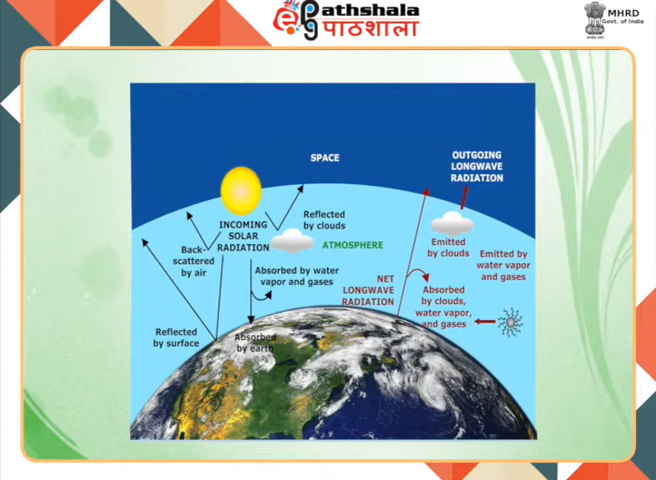 Pathshala
पाठशाला
MHRD
Govt. of India
SPACE
OUTGOING
LONGWAVE
RADIATION
INCOMING
SOLAR
RADIATION
Reflected
by clouds
ATMOSPHERE
Back-
scattered
by air
Emitted
by clouds
Emitted by
water vapor
and gases
Absorbed by water
vapor and gases
NET
LONGWAVE
RADIATION
Absorbed
by clouds,
water vapor,
and gases
Reflected
by surface
Absorbed
by earth